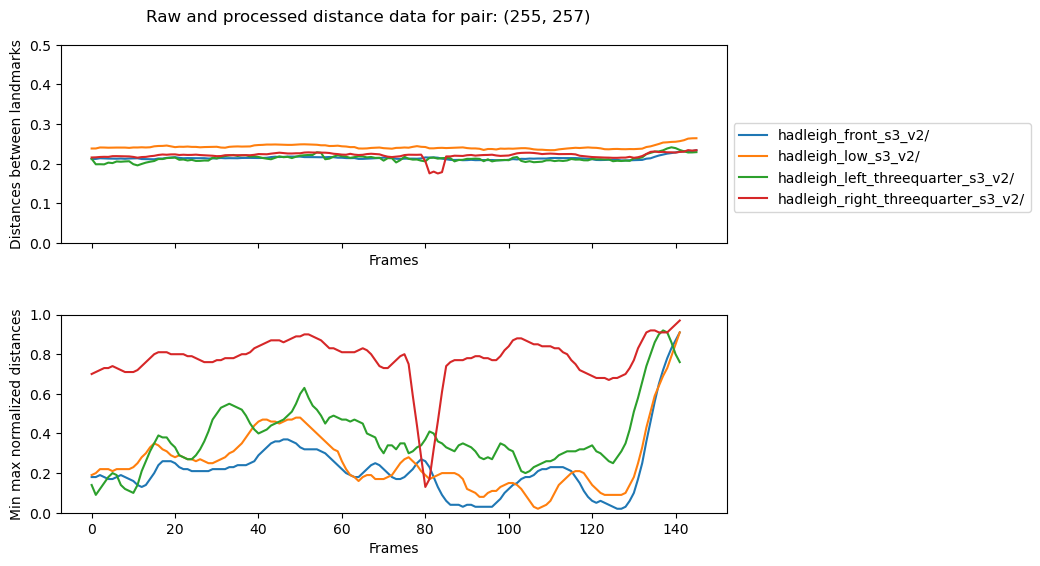 Raw and processed distance data for pair: (255, 257)
Distances between landmarks
0.5
0.4
0.3
0.2
0.1
0.0
Frames
hadleigh_front_s3_v2/
hadleigh_low_s3_v2/
hadleigh_left_threequarter_s3_v2/
hadleigh_right_threequarter_s3_v2/
Min max normalized distances
1.0
0.8
0.6
0.4
0.2
0.0
0 20 40 60 80 100 120 140
Frames